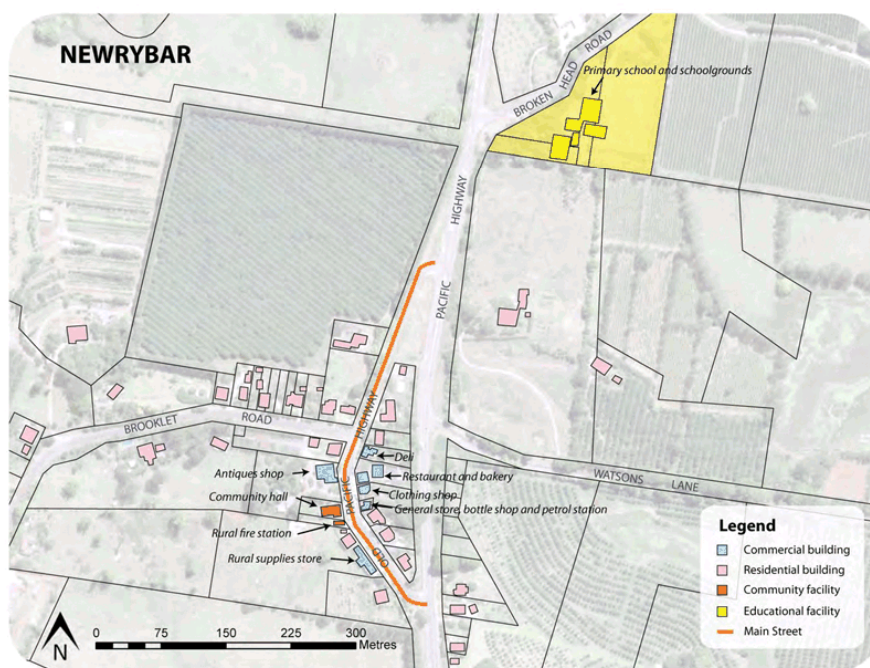 NEWRYBAR
BROKEN HEAD ROAD
Primary school and schoolgrounds
PACIFIC HIGHWAY
OLD PACIFIC HIGHWAY
BROOKLET ROAD
WATSONS LANE
Deli
Antiques shop
Restaurant and bakery
Clothing shop
Community hall
General store, bottle shop and petrol station
Rural fire station
Rural supplies store
Legend
Commercial building
Residential building
Community facility
Educational facility
Main Street
N
0 75 150 225 300
Metres